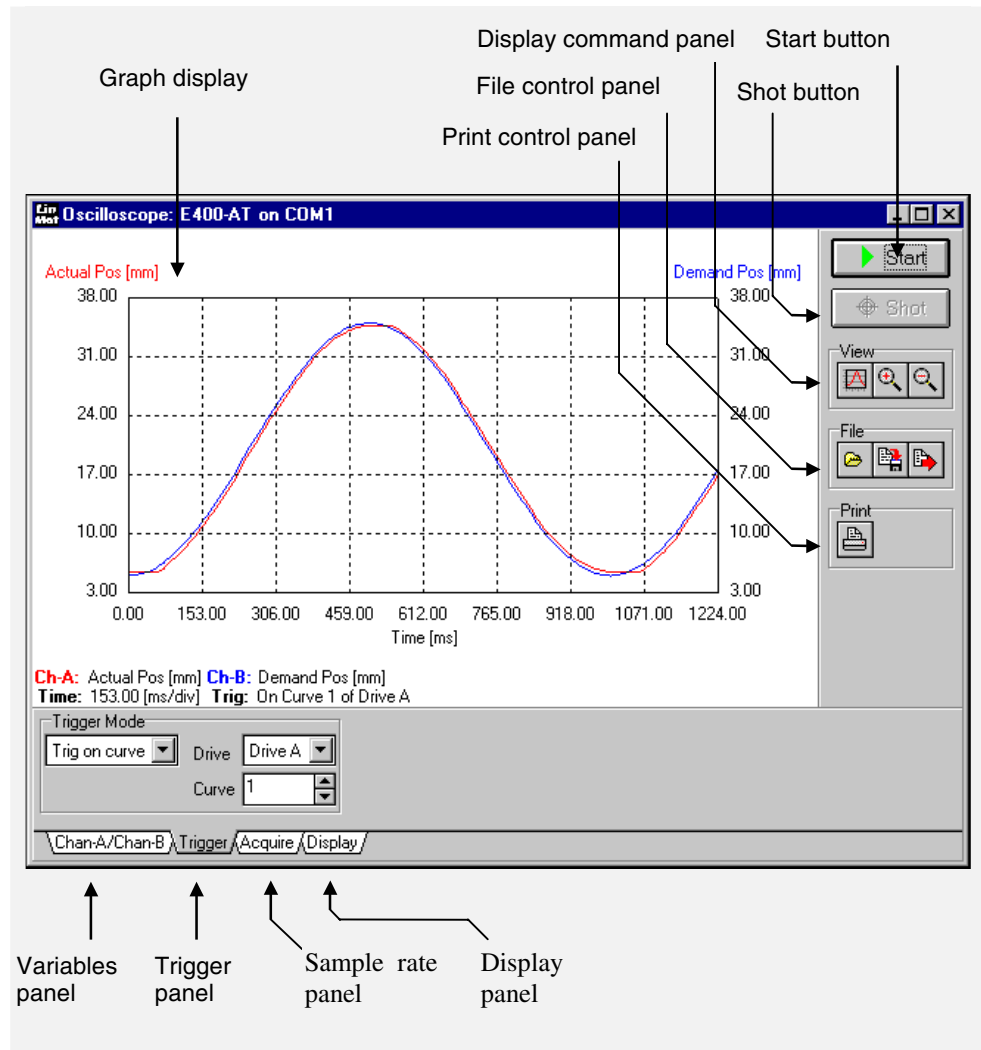 Display command panel
Start button
Graph display
File control panel
Shot button
Print control panel
Lin Mot Oscilloscope: E400-AT on COM1
Start
Actual Pos [mm]
Demand Pos [mm]
38.00
38.00
Shot
31.00
31.00
View
24.00
24.00
File
17.00
17.00
10.00
10.00
Print
3.00
3.00
0.00 153.00 306.00 459.00 612.00 765.00 918.00 1071.00 1224.00
Time [ms]
Ch-A: Actual Pos [mm] Ch-B: Demand Pos [mm]
Time: 153.00 [ms/div] Trig: On Curve 1 of Drive A
Trigger Mode
Trig on curve Drive Drive A
Curve 1
Chan-A/Chan-B Trigger Acquire Display
Variables panel
Trigger panel
Sample rate panel
Display panel